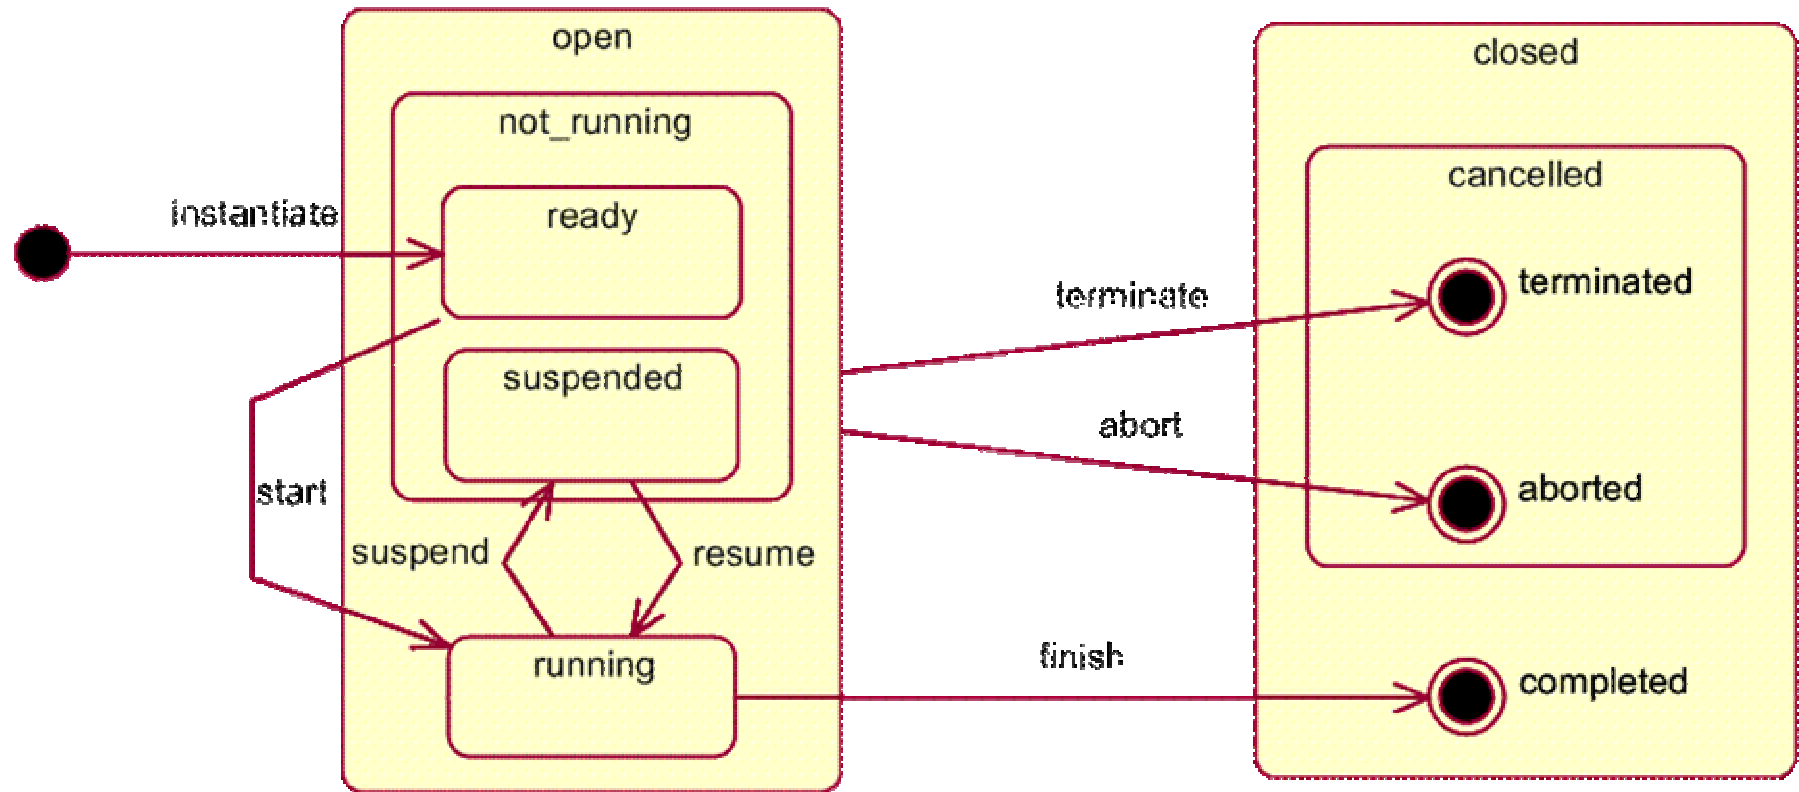 open
closed
not_running
cancelled
instantiate
ready
terminate
terminated
suspended
abort
start
aborted
suspend
resume
running
finish
completed